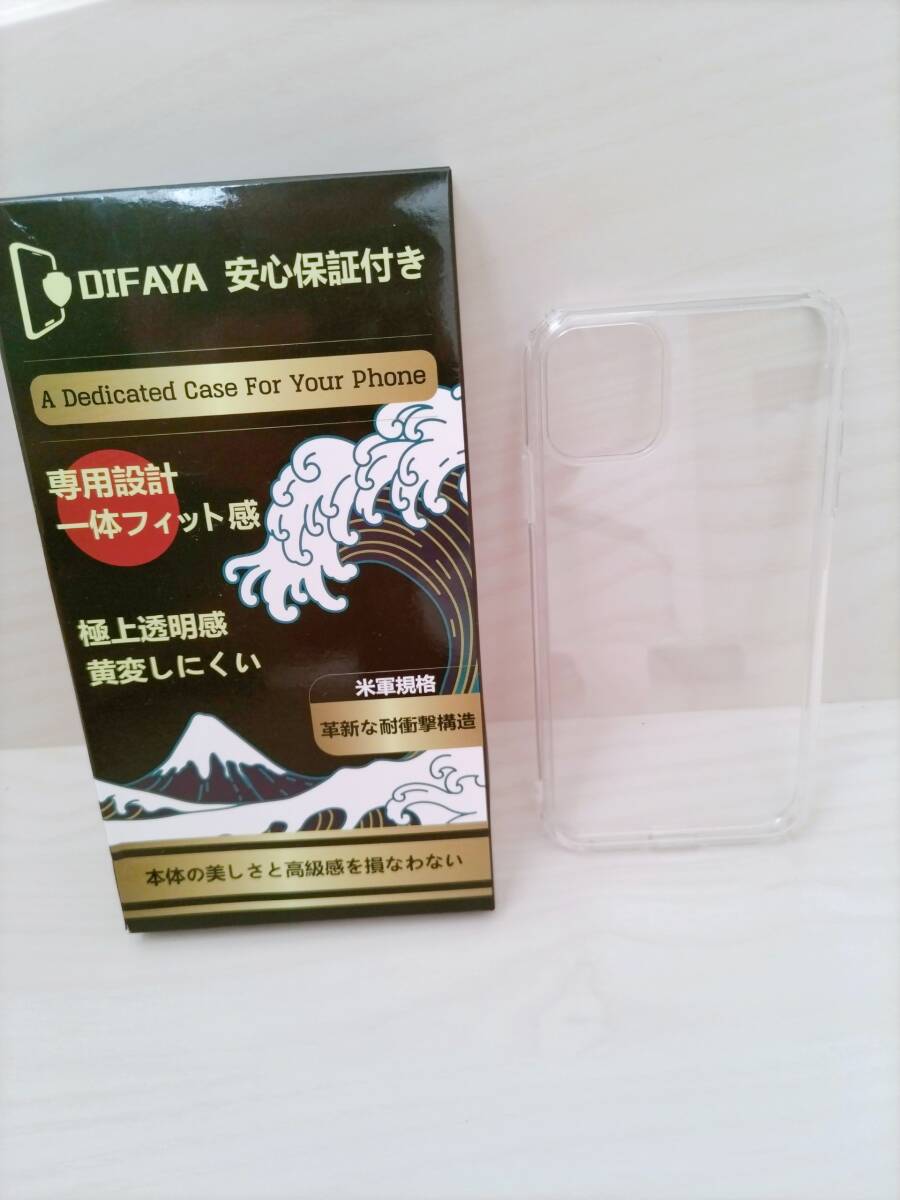 DIFAYA 安心保証付き
A Dedicated Case For Your Phone
専用設計
一体フィット感
極上透明感
黄変しにくい
米軍規格
革新な耐衝撃構造
本体の美しさと高級感を損なわない